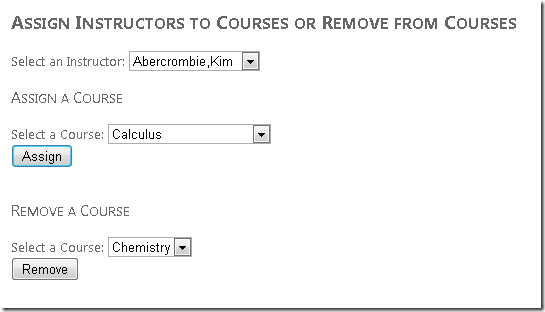 Assign Instructors to Courses or Remove from Courses
Select an Instructor: Abercrombie,Kim
Assign a Course
Select a Course: Calculus
Assign
Remove a Course
Select a Course: Chemistry
Remove